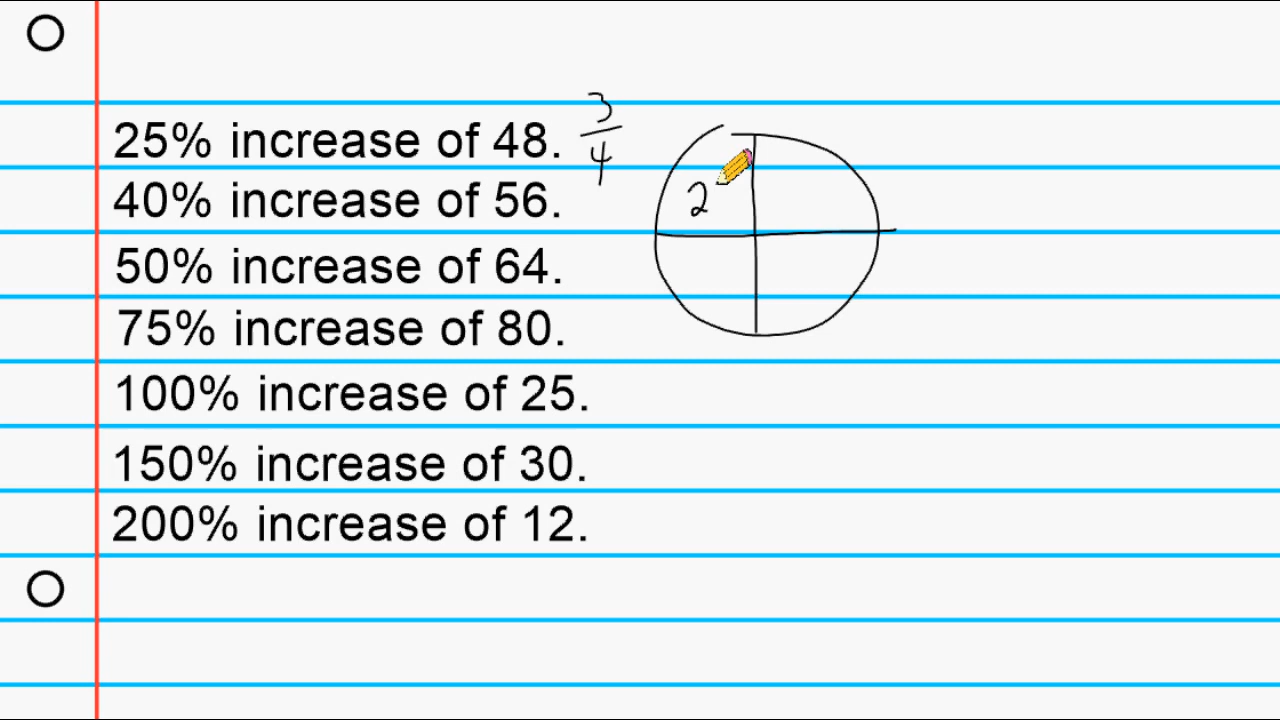 25% increase of 48. 3/4
40% increase of 56. 2
50% increase of 64.
75% increase of 80.
100% increase of 25.
150% increase of 30.
200% increase of 12.